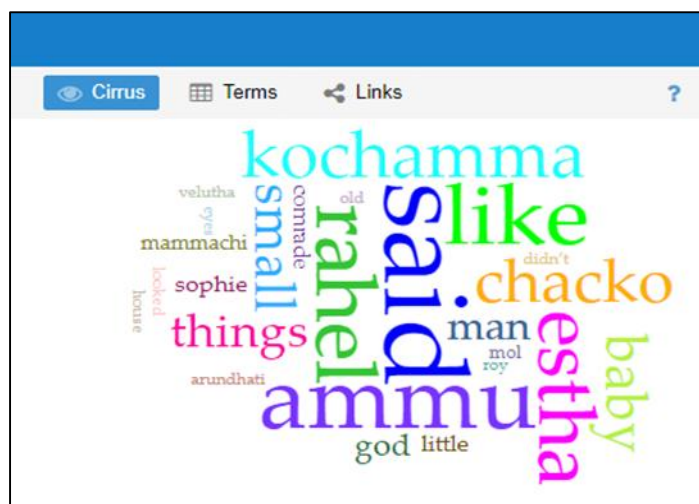 Cirrus Terms Links ?
kochamma
velutha
eyes
small
comrade
old
rahel
said
like
mammachi
didn't
looked
sophie
chacko
house
things
man
estha
mol
roy
baby
arundhati
ammu
god
little